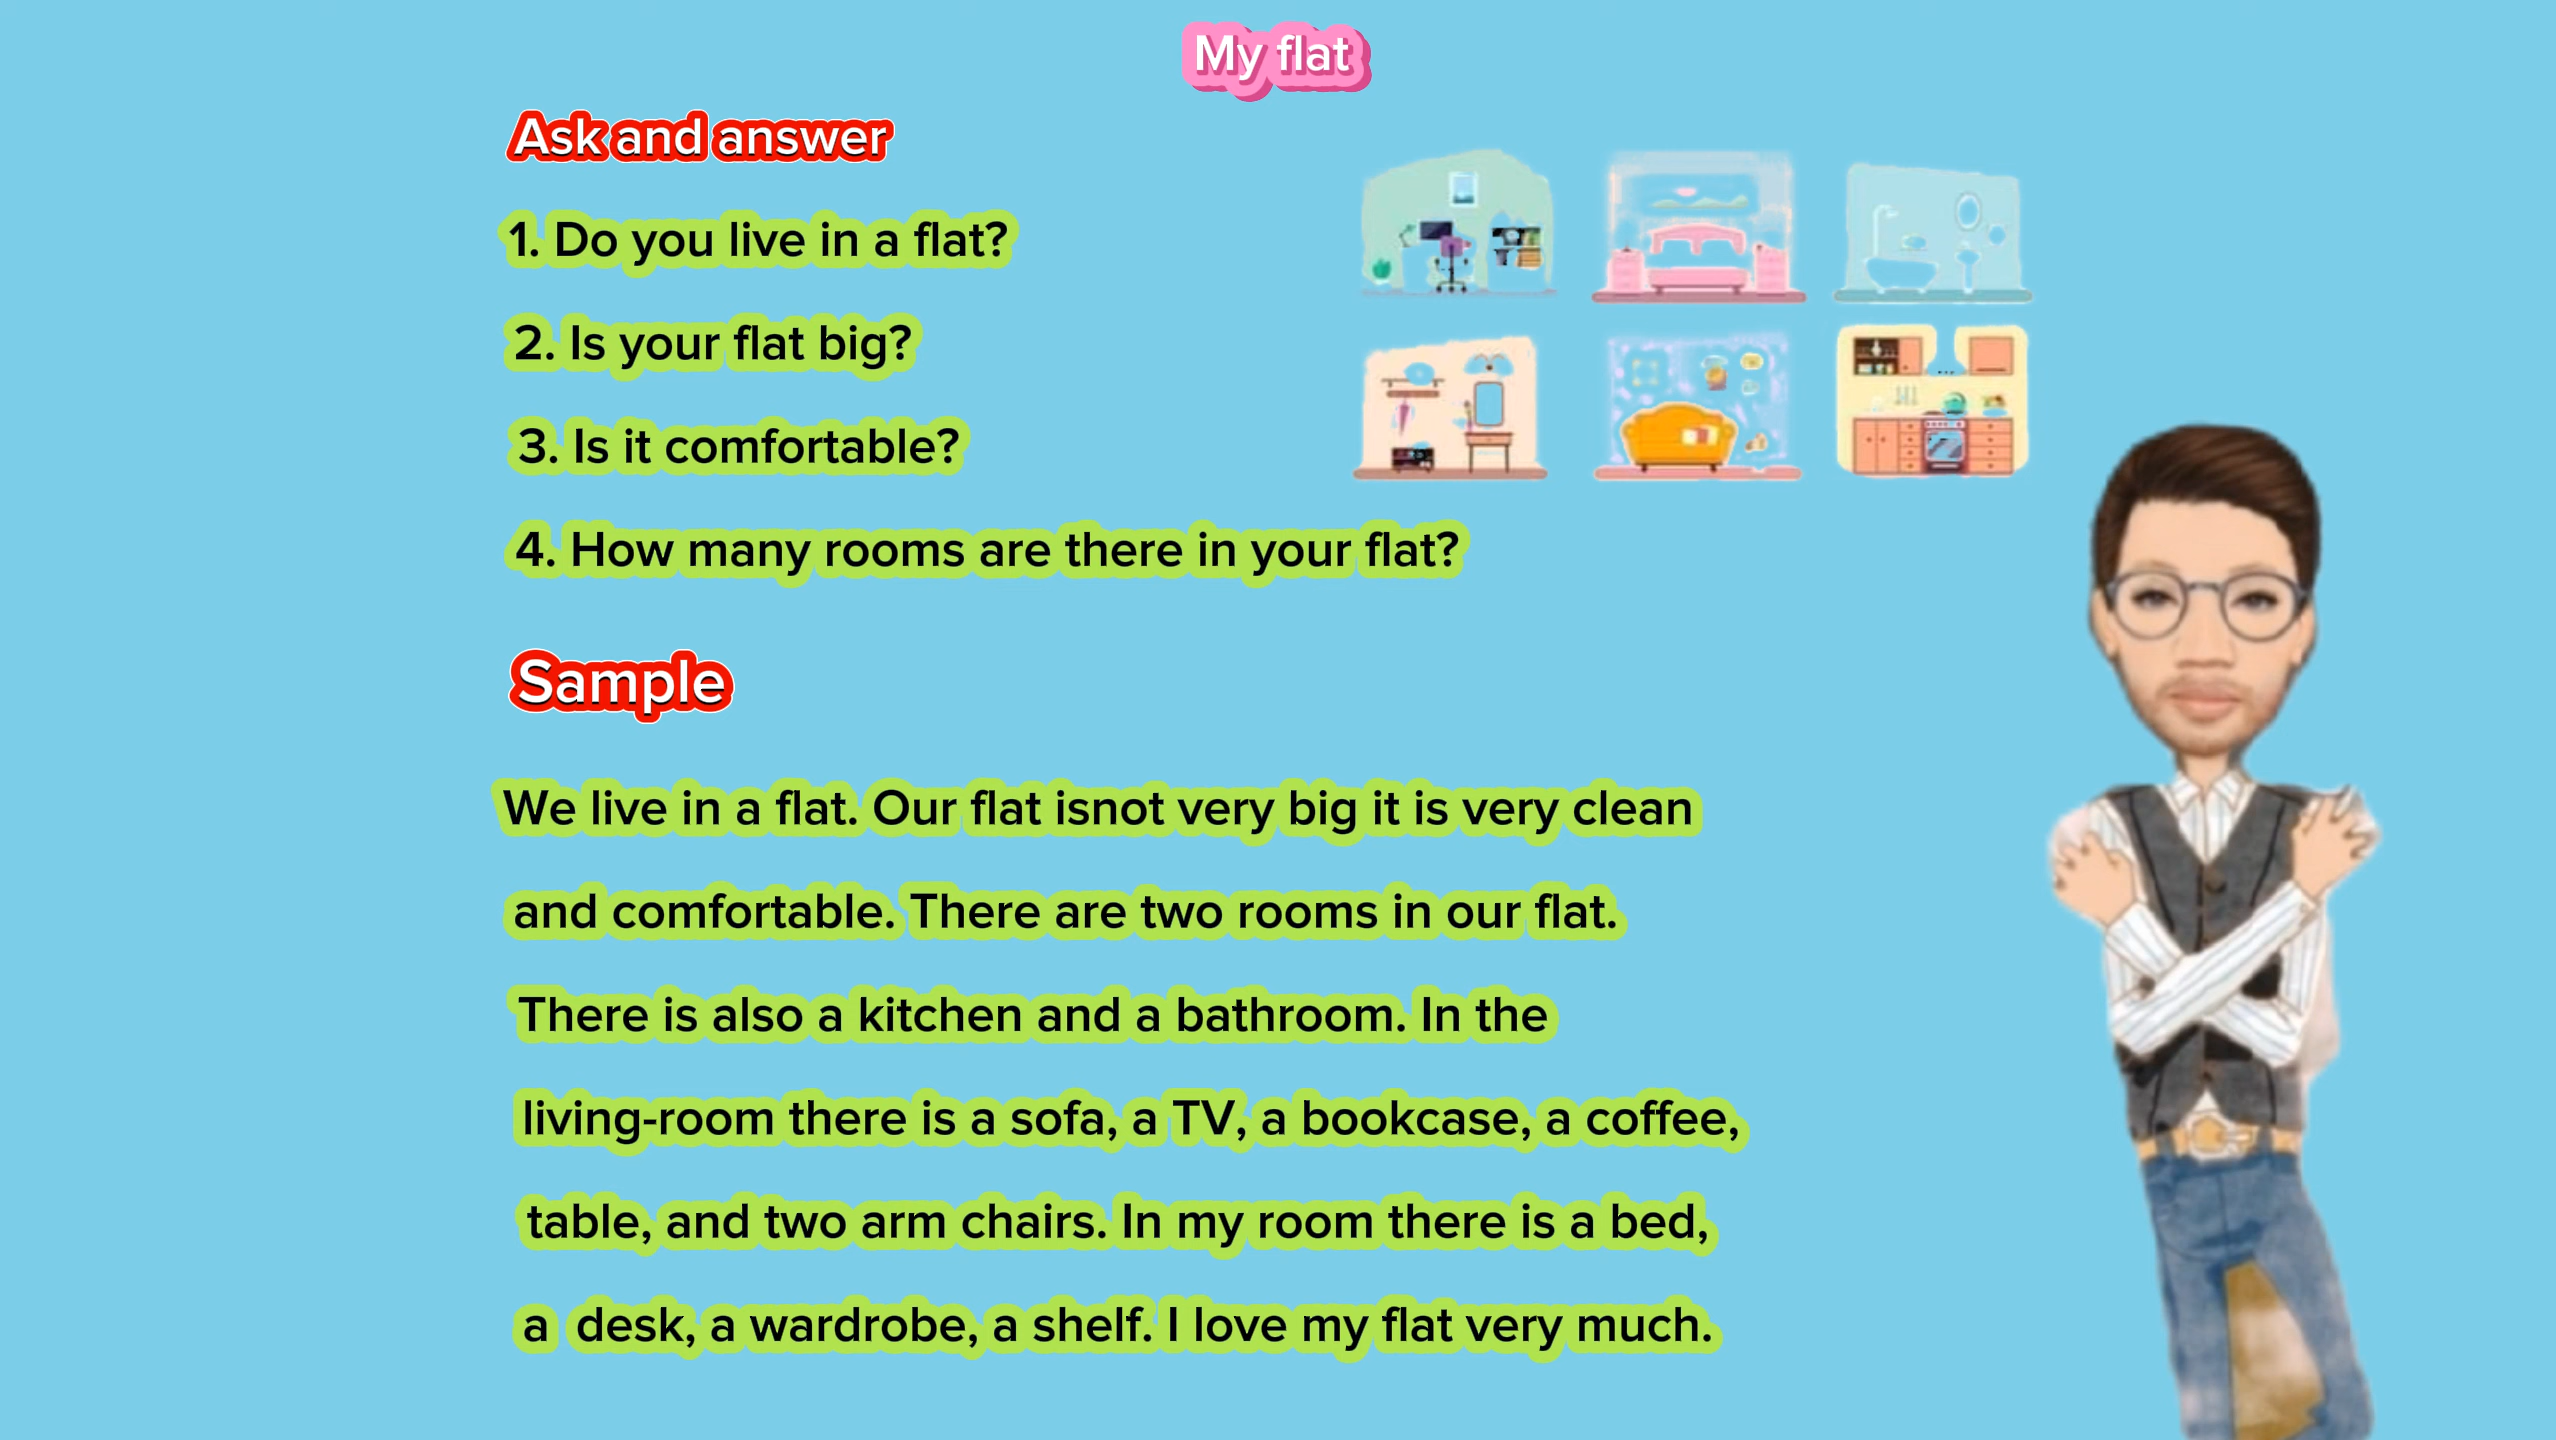 My flat
Ask and answer
1. Do you live in a flat?
2. Is your flat big?
3. Is it comfortable?
4. How many rooms are there in your flat?
Sample
We live in a flat. Our flat isnot very big it is very clean
and comfortable. There are two rooms in our flat.
There is also a kitchen and a bathroom. In the
living-room there is a sofa, a TV, a bookcase, a coffee,
table, and two arm chairs. In my room there is a bed,
a desk, a wardrobe, a shelf. I love my flat very much.